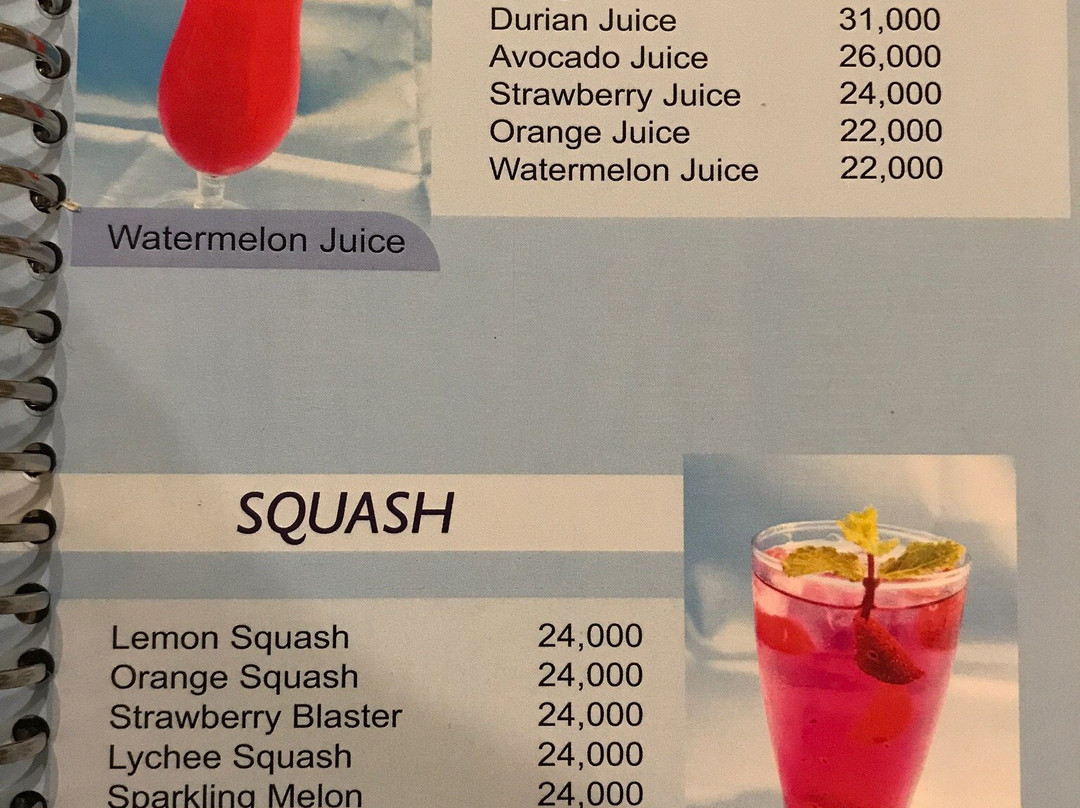 Durian Juice 31,000
Avocado Juice 26,000
Strawberry Juice 24,000
Orange Juice 22,000
Watermelon Juice 22,000
Watermelon Juice
SQUASH
Lemon Squash 24,000
Orange Squash 24,000
Strawberry Blaster 24,000
Lychee Squash 24,000
Sparkling Melon 24,000